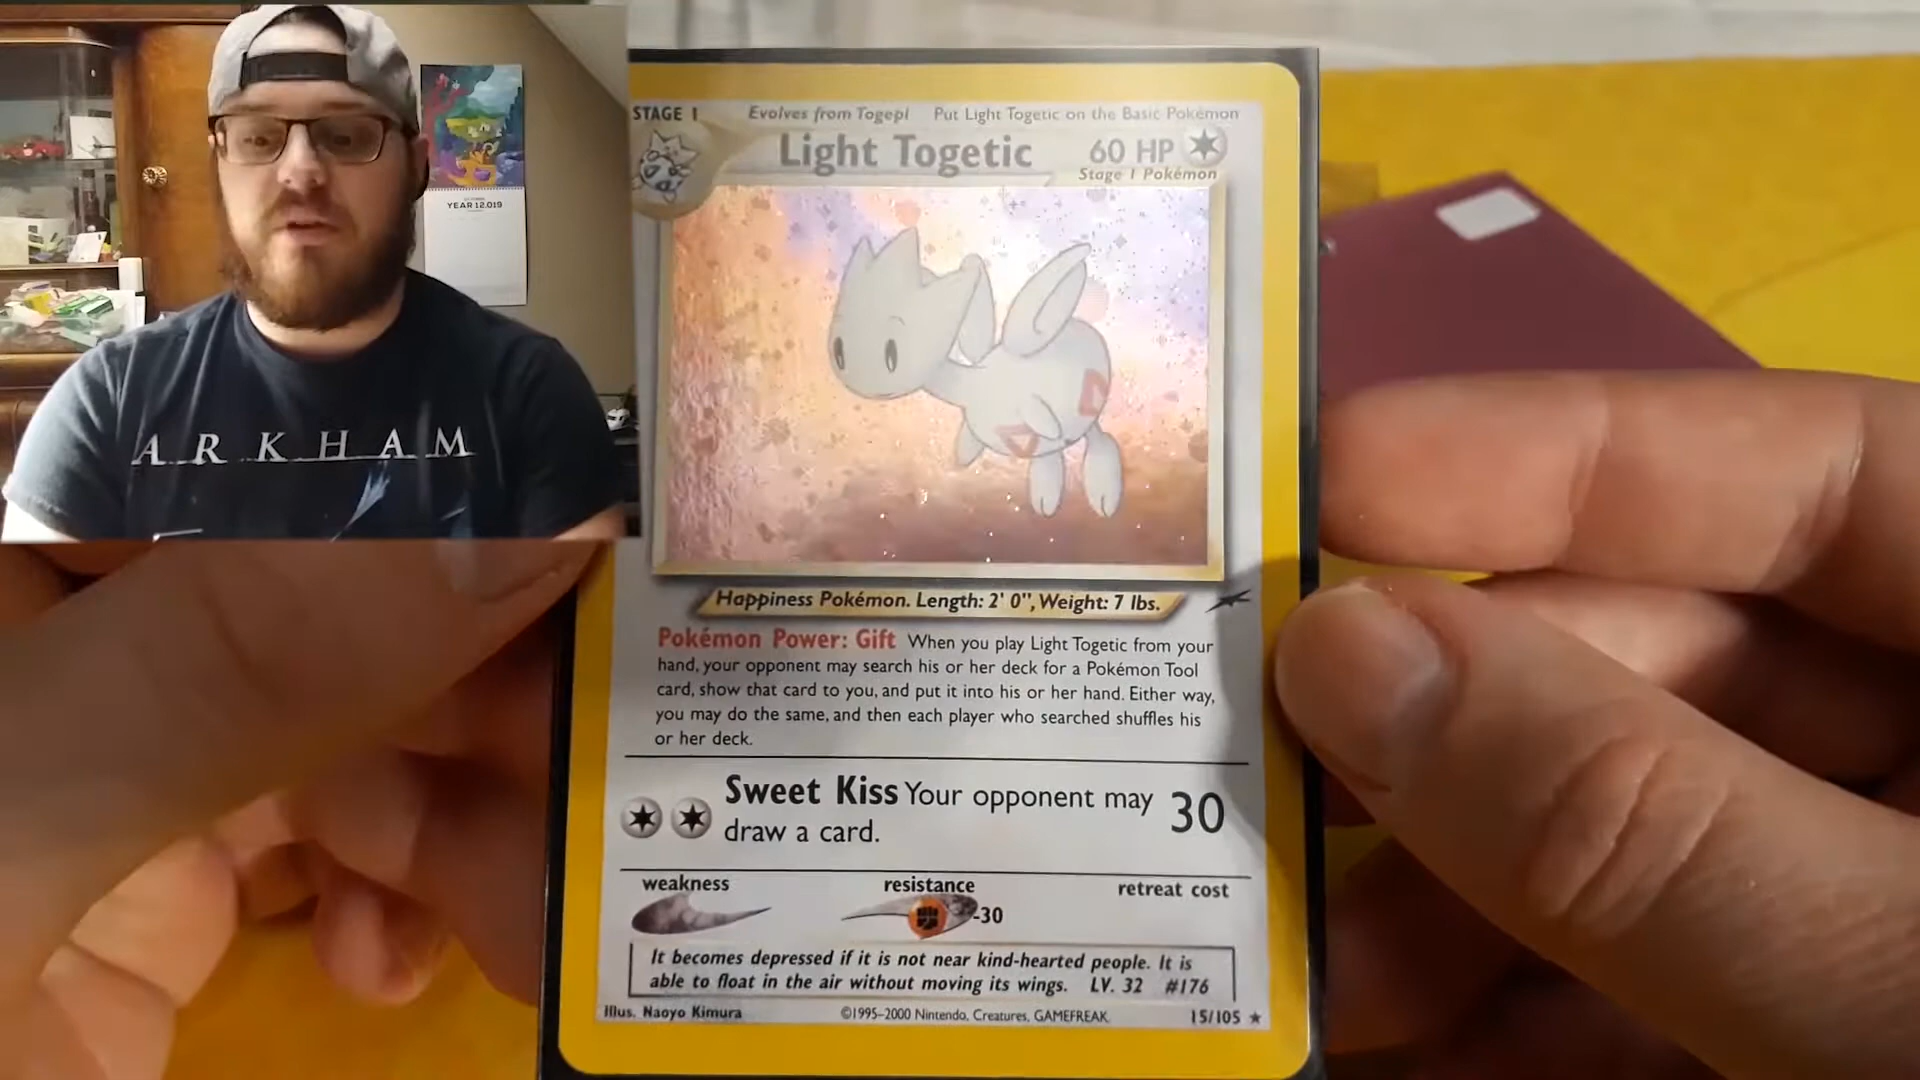 YEAR 12,019
ARKHAM
STAGE 1 Evolves from Togepi Put Light Togetic on the Basic Pokémon
Light Togetic 60 HP
Stage 1 Pokémon
Happiness Pokémon. Length: 2' 0", Weight: 7 lbs.
Pokémon Power: Gift When you play Light Togetic from your
hand, your opponent may search his or her deck for a Pokémon Tool
card, show that card to you, and put it into his or her hand. Either way,
you may do the same, and then each player who searched shuffles his
or her deck.
Sweet Kiss Your opponent may 30
draw a card.
weakness resistance retreat cost
-30
It becomes depressed if it is not near kind-hearted people. It is
able to float in the air without moving its wings. LV. 32 #176
Illus. Naoyo Kimura ©1995–2000 Nintendo, Creatures, GAMEFREAK 15/105